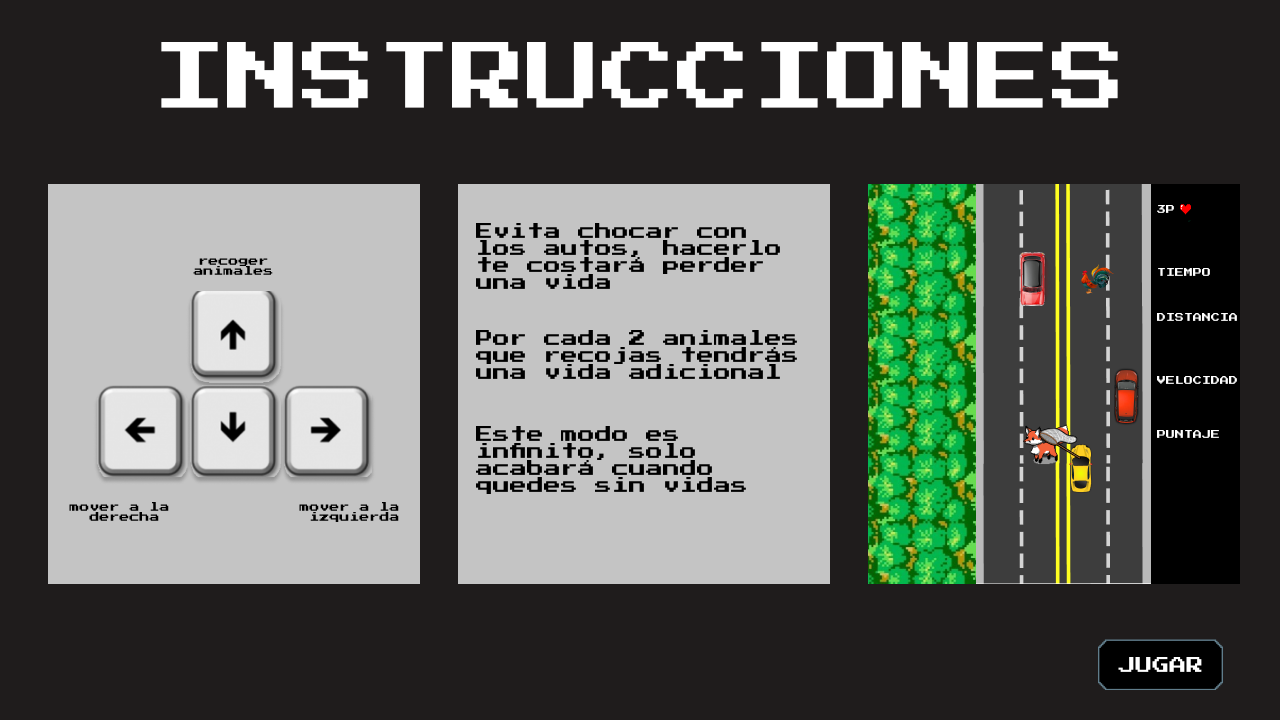 INSTRUCCIONES
recoger
animales
mover a la
derecha
mover a la
izquierda
Evita chocar con
los autos, hacerlo
te costará perder
una vida
Por cada 2 animales
que recojas tendrás
una vida adicional
Este modo es
infinito, solo
acabará cuando
quedes sin vidas
3P
TIEMPO
DISTANCIA
VELOCIDAD
PUNTAJE
JUGAR